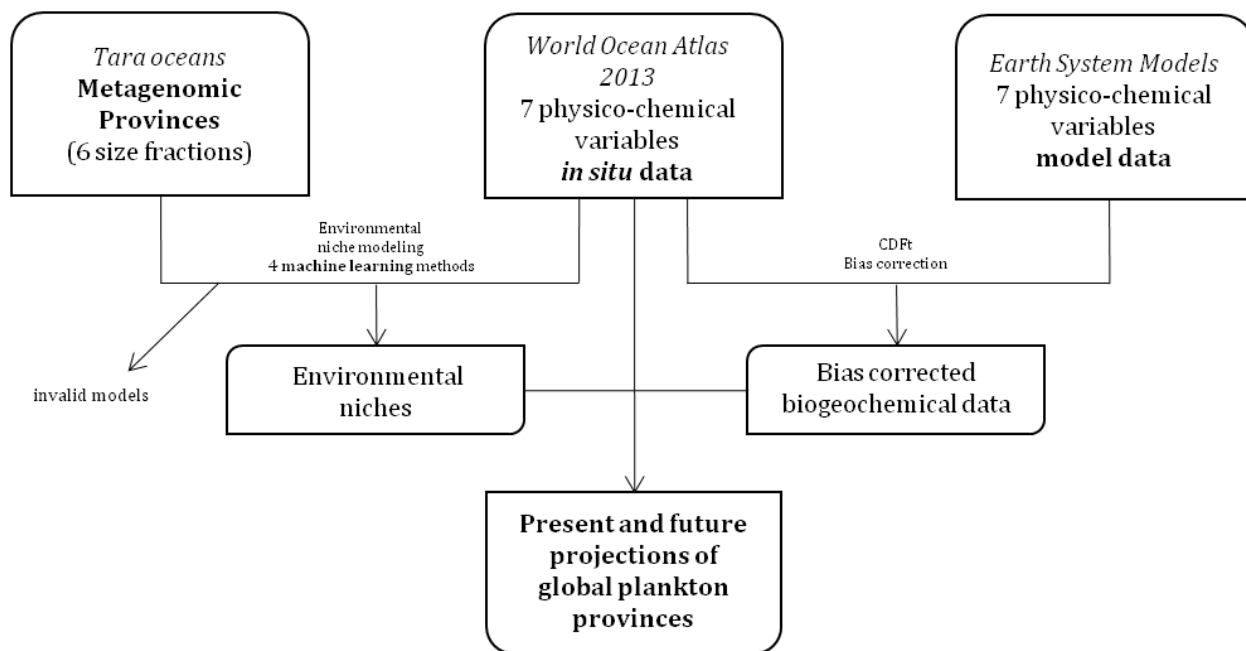 Tara oceans
Metagenomic
Provinces
(6 size fractions)
World Ocean Atlas
2013
7 physico-chemical
variables
in situ data
Earth System Models
7 physico-chemical
variables
model data
Environmental
niche modeling
4 machine learning methods
CDFt
Bias correction
invalid models
Environmental
niches
Bias corrected
biogeochemical data
Present and future
projections of
global plankton
provinces